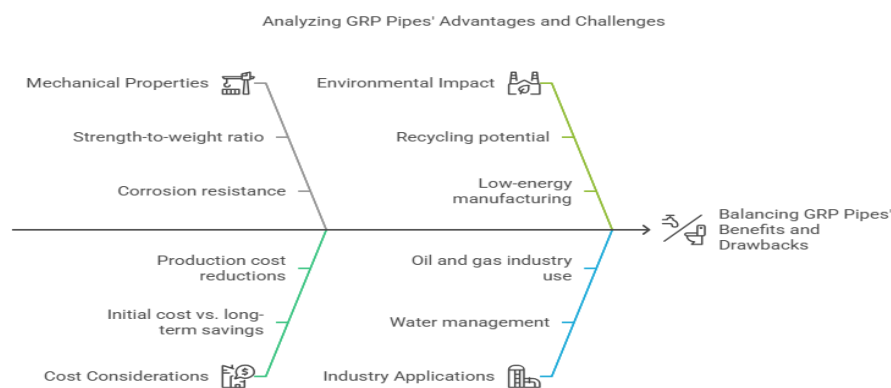 Analyzing GRP Pipes' Advantages and Challenges
Mechanical Properties
Strength-to-weight ratio
Corrosion resistance
Environmental Impact
Recycling potential
Low-energy
manufacturing
Balancing GRP Pipes'
Benefits and
Drawbacks
Production cost
reductions
Initial cost vs. long-
term savings
Cost Considerations
Oil and gas industry
use
Water management
Industry Applications